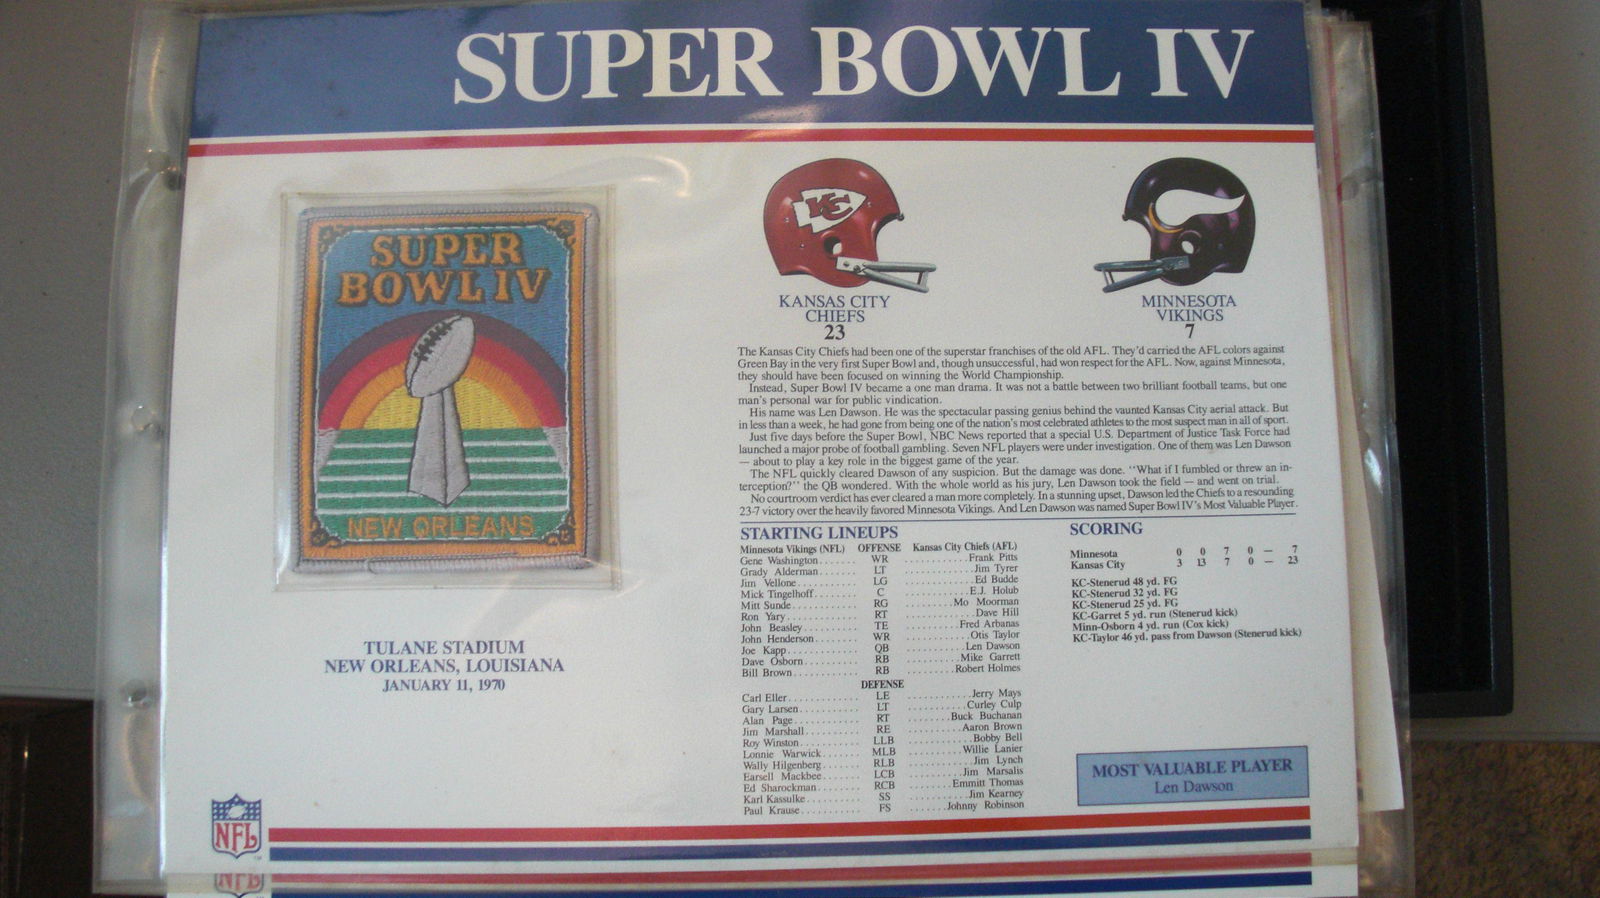 SUPER BOWL IV
SUPER
BOWL IV
NEW ORLEANS
TULANE STADIUM
NEW ORLEANS, LOUISIANA
JANUARY 11, 1970
KC
KANSAS CITY
CHIEFS
23
MINNESOTA
VIKINGS
7
The Kansas City Chiefs had been one of the superstar franchises of the old AFL. They'd carried the AFL colors against
Green Bay in the very first Super Bowl and, though unsuccessful, had won respect for the AFL. Now, against Minnesota,
they should have been focused on winning the World Championship.
Instead, Super Bowl IV became a one man drama. It was not a battle between two brilliant football teams, but one
man's personal war for public vindication.
His name was Len Dawson. He was the spectacular passing genius behind the vaunted Kansas City aerial attack. But
in less than a week, he had gone from being one of the nation's most celebrated athletes to the most suspect man in all of sport.
Just five days before the Super Bowl, NBC News reported that a special U.S. Department of Justice Task Force had
launched a major probe of football gambling. Seven NFL players were under investigation. One of them was Len Dawson
— about to play a key role in the biggest game of the year.
The NFL quickly cleared Dawson of any suspicion. But the damage was done. "What if I fumbled or threw an in-
terception?" the QB wondered. With the whole world as his jury, Len Dawson took the field — and went on trial.
No courtroom verdict has ever cleared a man more completely. In a stunning upset, Dawson led the Chiefs to a resounding
23-7 victory over the heavily favored Minnesota Vikings. And Len Dawson was named Super Bowl IV's Most Valuable Player.
STARTING LINEUPS
Minnesota Vikings (NFL) OFFENSE Kansas City Chiefs (AFL)
Gene Washington....... WR ............Frank Pitts
Grady Alderman....... LT .............Jim Tyrer
Jim Vellone........... LG .............Ed Budde
Mick Tingelhoff........ C ............E.J. Holub
Mitt Sunde............ RG .........Mo Moorman
Ron Yary............. RT .............Dave Hill
John Beasley.......... TE ..........Fred Arbanas
John Henderson....... WR ............Otis Taylor
Joe Kapp............. QB ...........Len Dawson
Dave Osborn.......... RB ..........Mike Garrett
Bill Brown............ RB .........Robert Holmes
DEFENSE
Carl Eller............. LE ............Jerry Mays
Gary Larsen........... LT ...........Curley Culp
Alan Page............ RT ........Buck Buchanan
Jim Marshall.......... RE ..........Aaron Brown
Roy Winston.......... LLB ............Bobby Bell
Lonnie Warwick....... MLB ..........Willie Lanier
Wally Hilgenberg...... RLB ............Jim Lynch
Earsell Mackbee....... LCB ..........Jim Marsalis
Ed Sharockman........ RCB ........Emmitt Thomas
Karl Kassulke......... SS ...........Jim Kearney
Paul Krause........... FS .......Johnny Robinson
SCORING
Minnesota 0 0 7 0 — 7
Kansas City 3 13 7 0 — 23
KC-Stenerud 48 yd. FG
KC-Stenerud 32 yd. FG
KC-Stenerud 25 yd. FG
KC-Garret 5 yd. run (Stenerud kick)
Minn-Osborn 4 yd. run (Cox kick)
KC-Taylor 46 yd. pass from Dawson (Stenerud kick)
MOST VALUABLE PLAYER
Len Dawson
NFL
NFL